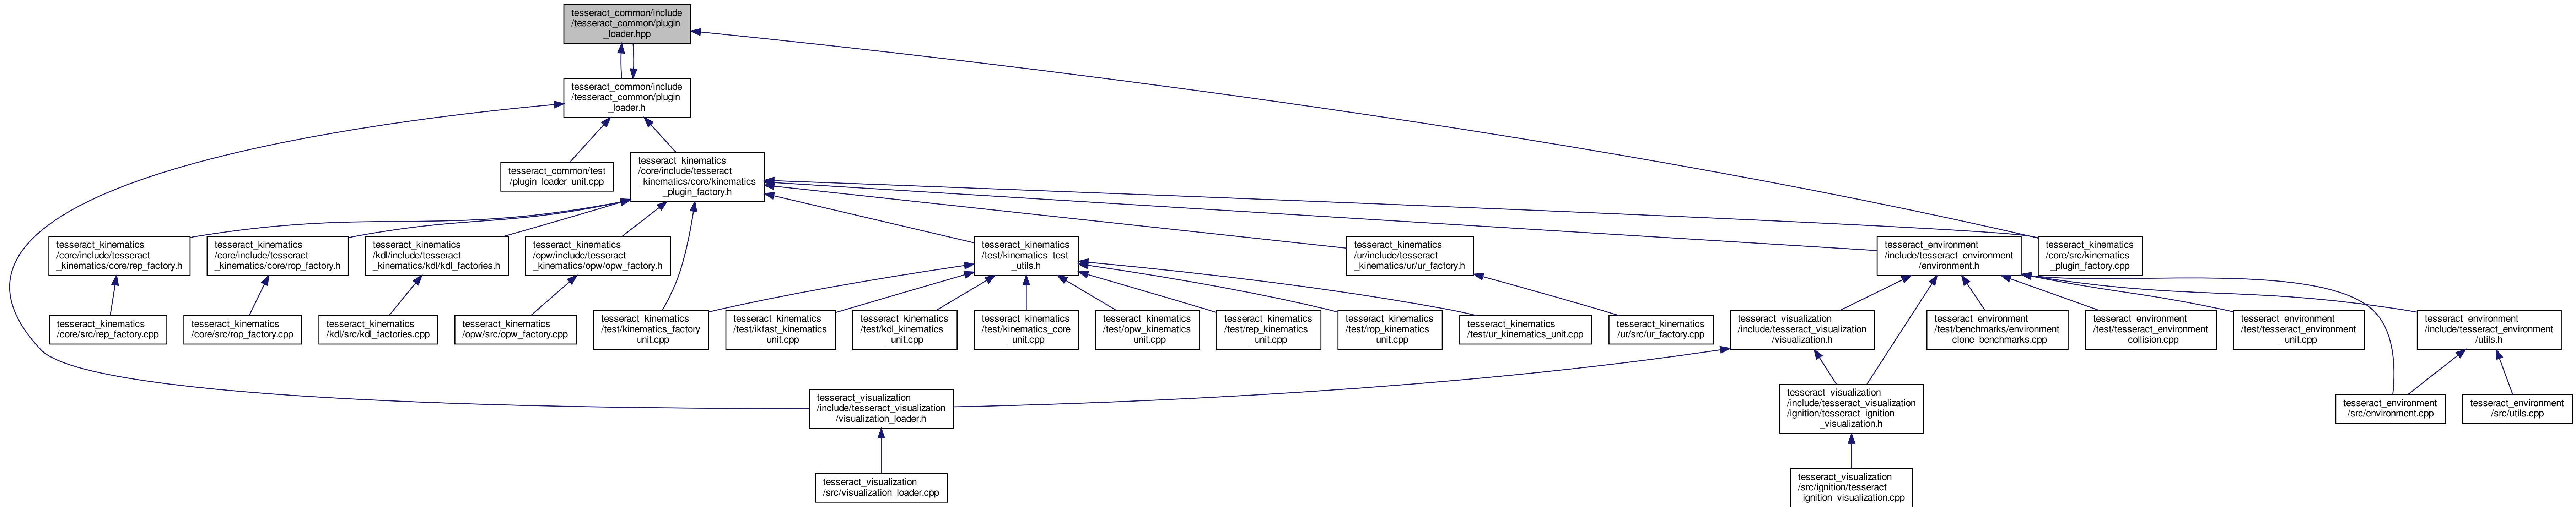 tesseract_common/include
/tesseract_common/plugin
_loader.hpp
tesseract_common/include
/tesseract_common/plugin
_loader.h
tesseract_common/test
/plugin_loader_unit.cpp
tesseract_kinematics
/core/include/tesseract
_kinematics/core/kinematics
_plugin_factory.h
tesseract_kinematics
/core/include/tesseract
_kinematics/core/rep_factory.h
tesseract_kinematics
/core/include/tesseract
_kinematics/core/rop_factory.h
tesseract_kinematics
/kdl/include/tesseract
_kinematics/kdl/kdl_factories.h
tesseract_kinematics
/opw/include/tesseract
_kinematics/opw/opw_factory.h
tesseract_kinematics
/test/kinematics_test
_utils.h
tesseract_kinematics
/ur/include/tesseract
_kinematics/ur/ur_factory.h
tesseract_environment
/include/tesseract_environment
/environment.h
tesseract_kinematics
/core/src/kinematics
_plugin_factory.cpp
tesseract_kinematics
/core/src/rep_factory.cpp
tesseract_kinematics
/core/src/rop_factory.cpp
tesseract_kinematics
/kdl/src/kdl_factories.cpp
tesseract_kinematics
/opw/src/opw_factory.cpp
tesseract_kinematics
/test/kinematics_factory
_unit.cpp
tesseract_kinematics
/test/ikfast_kinematics
_unit.cpp
tesseract_kinematics
/test/kdl_kinematics
_unit.cpp
tesseract_kinematics
/test/kinematics_core
_unit.cpp
tesseract_kinematics
/test/opw_kinematics
_unit.cpp
tesseract_kinematics
/test/rep_kinematics
_unit.cpp
tesseract_kinematics
/test/rop_kinematics
_unit.cpp
tesseract_kinematics
/test/ur_kinematics_unit.cpp
tesseract_kinematics
/ur/src/ur_factory.cpp
tesseract_visualization
/include/tesseract_visualization
/visualization.h
tesseract_environment
/test/benchmarks/environment
_clone_benchmarks.cpp
tesseract_environment
/test/tesseract_environment
_collision.cpp
tesseract_environment
/test/tesseract_environment
_unit.cpp
tesseract_environment
/include/tesseract_environment
/utils.h
tesseract_visualization
/include/tesseract_visualization
/visualization_loader.h
tesseract_visualization
/include/tesseract_visualization
/ignition/tesseract_ignition
_visualization.h
tesseract_environment
/src/environment.cpp
tesseract_environment
/src/utils.cpp
tesseract_visualization
/src/visualization_loader.cpp
tesseract_visualization
/src/ignition/tesseract
_ignition_visualization.cpp